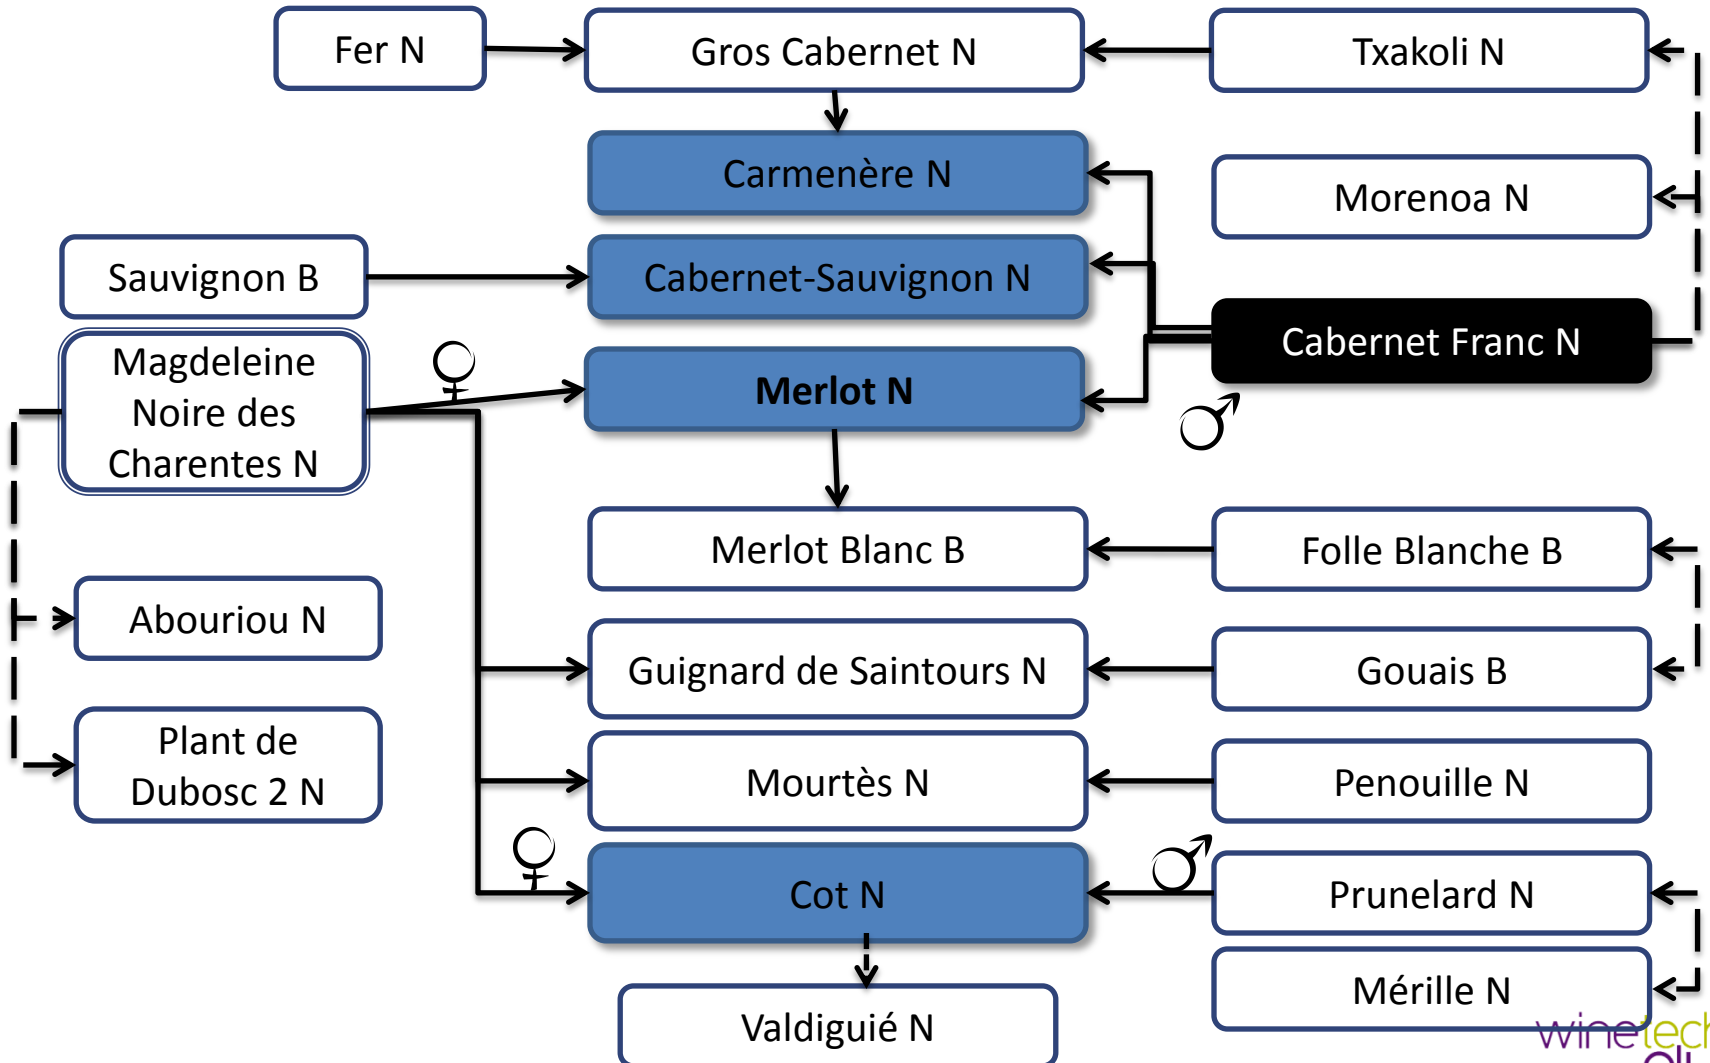 Fer N
Gros Cabernet N
Txakoli N
Carmenère N
Morenoa N
Sauvignon B
Cabernet-Sauvignon N
Cabernet Franc N
Magdeleine
Noire des
Charentes N
Merlot N
Merlot Blanc B
Folle Blanche B
Abouriou N
Guignard de Saintours N
Gouais B
Plant de
Dubosc 2 N
Mourtès N
Penouille N
Cot N
Prunelard N
Mérille N
Valdiguié N
winetech